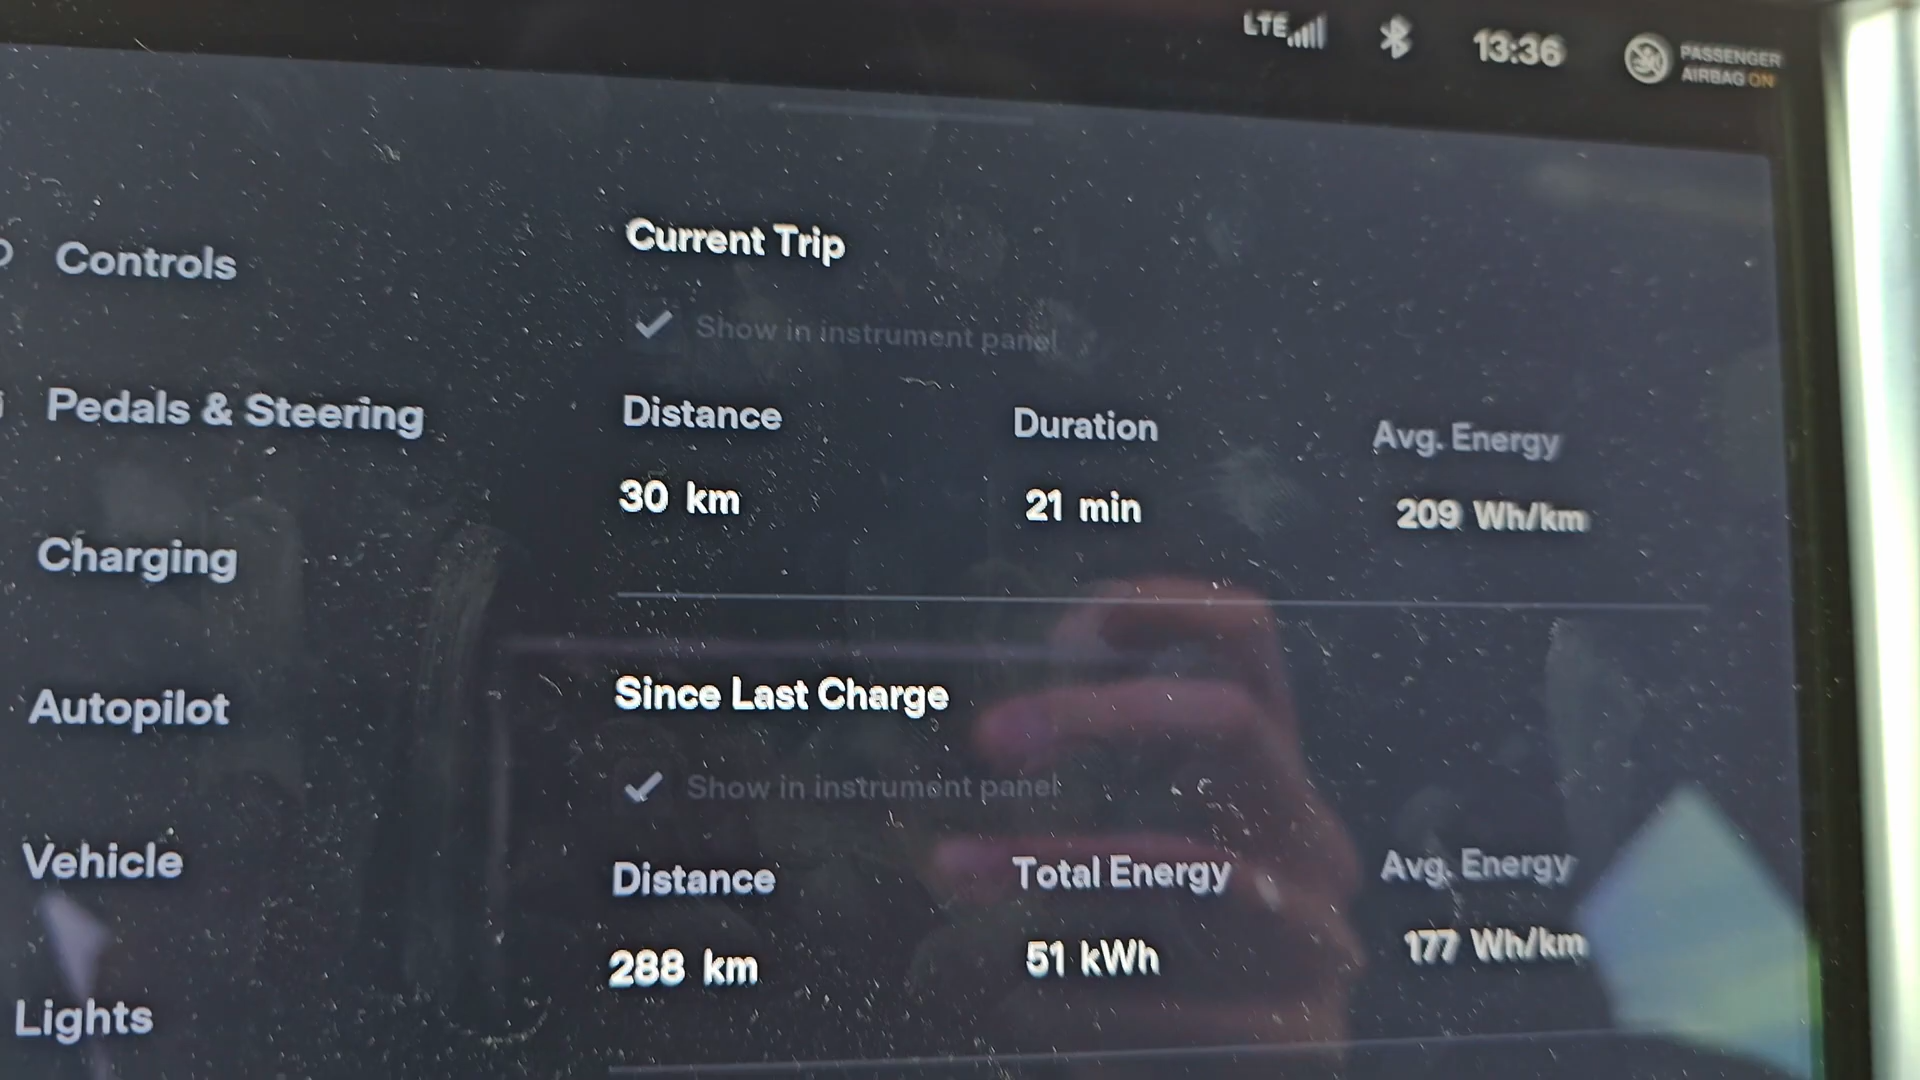 LTE 13:36 PASSENGER
AIRBAG ON
Current Trip
Controls
Show in instrument panel
Pedals & Steering
Distance Duration Avg. Energy
30 km 21 min 209 Wh/km
Charging
Since Last Charge
Autopilot
Show in instrument panel
Vehicle
Distance Total Energy Avg. Energy
288 km 51 kWh 177 Wh/km
Lights